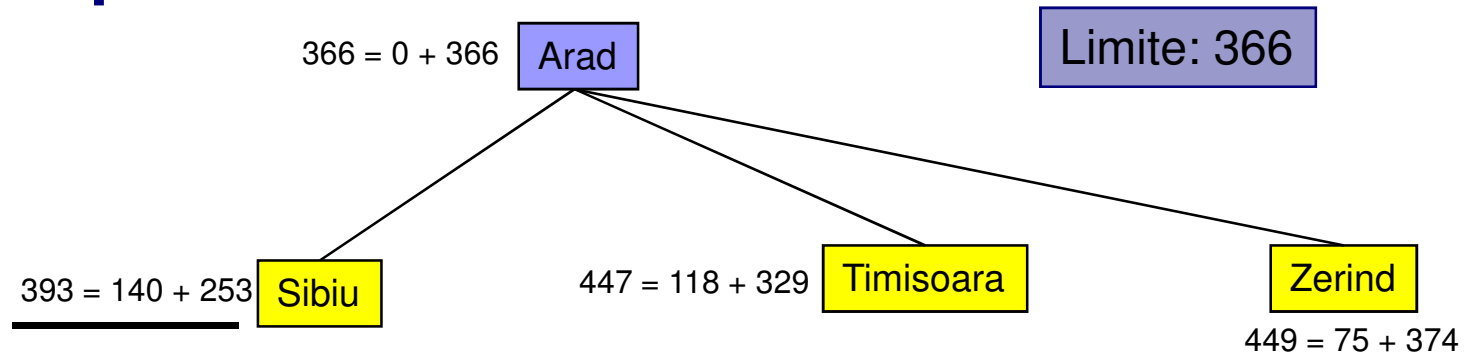 366 = 0 + 366 Arad
Limite: 366
393 = 140 + 253 Sibiu
447 = 118 + 329 Timisoara
Zerind
449 = 75 + 374